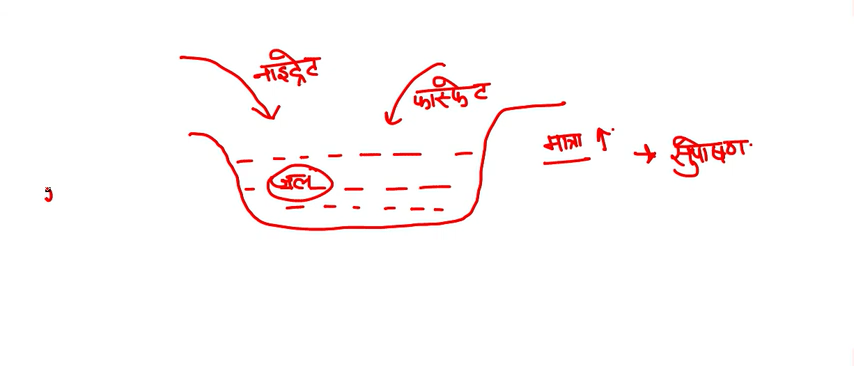 नाइट्रेट
फास्फेट
मात्रा ↑ → सुपोषण
जल